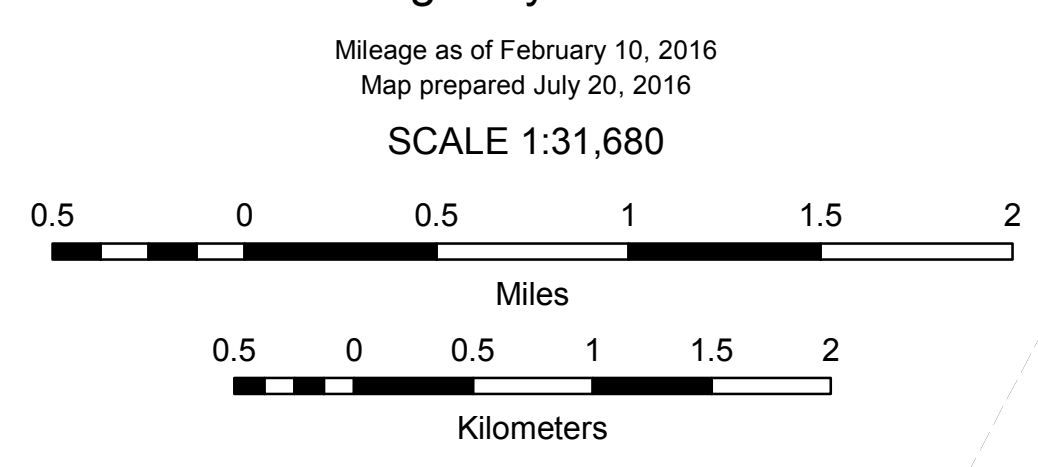 Mileage as of February 10, 2016
Map prepared July 20, 2016
SCALE 1:31,680
0.5 0 0.5 1 1.5 2
Miles
0.5 0 0.5 1 1.5 2
Kilometers